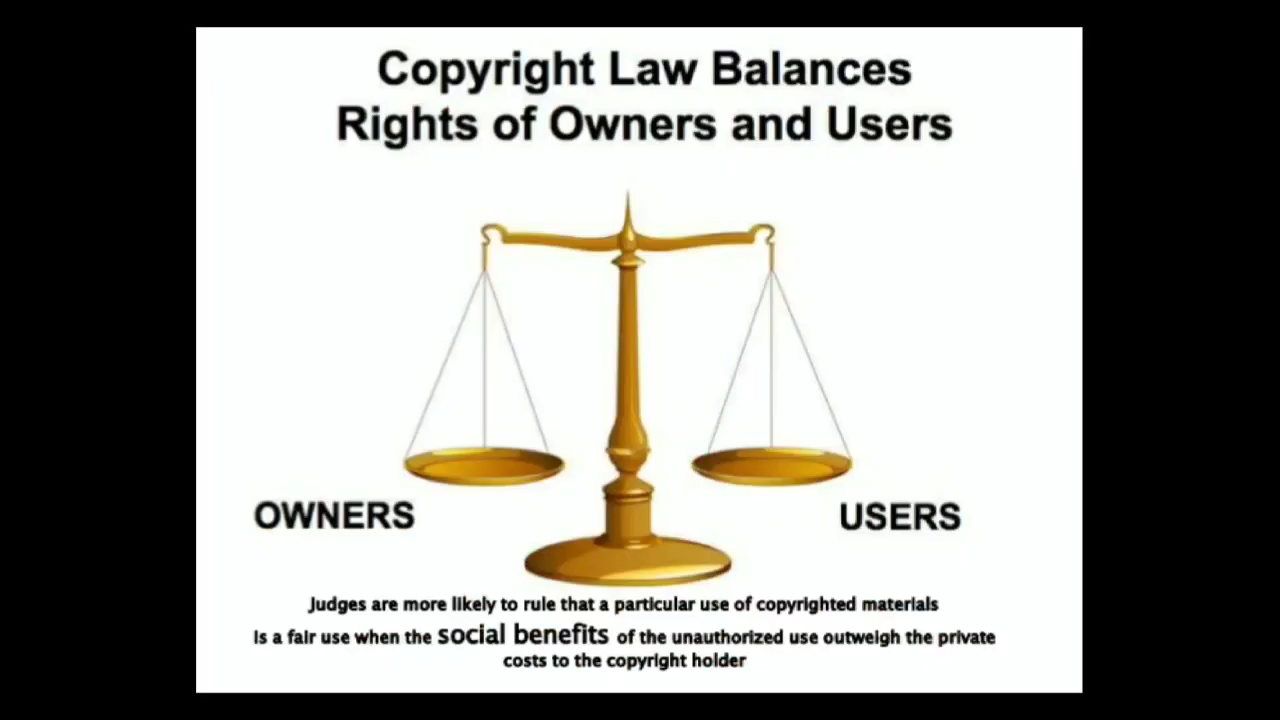 Copyright Law Balances
Rights of Owners and Users
OWNERS
USERS
Judges are more likely to rule that a particular use of copyrighted materials
Is a fair use when the social benefits of the unauthorized use outweigh the private
costs to the copyright holder